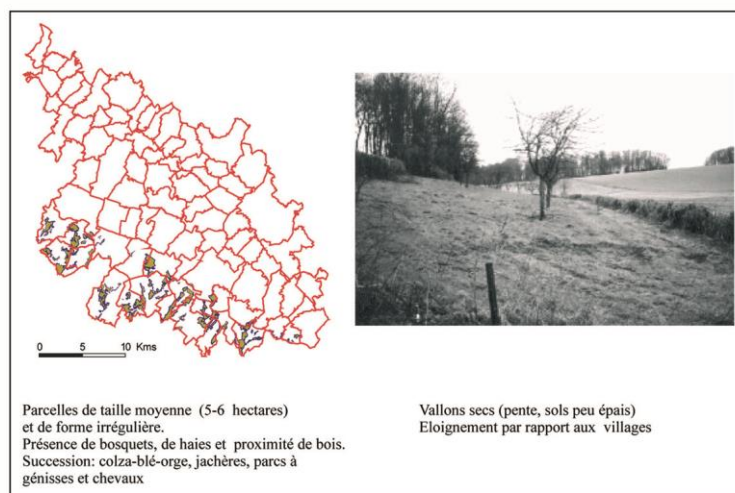 0 5 10 Kms
Parcelles de taille moyenne (5-6 hectares)
et de forme irrégulière.
Présence de bosquets, de haies et proximité de bois.
Succession: colza-blé-orge, jachères, parcs à
génisses et chevaux
Vallons secs (pente, sols peu épais)
Eloignement par rapport aux villages